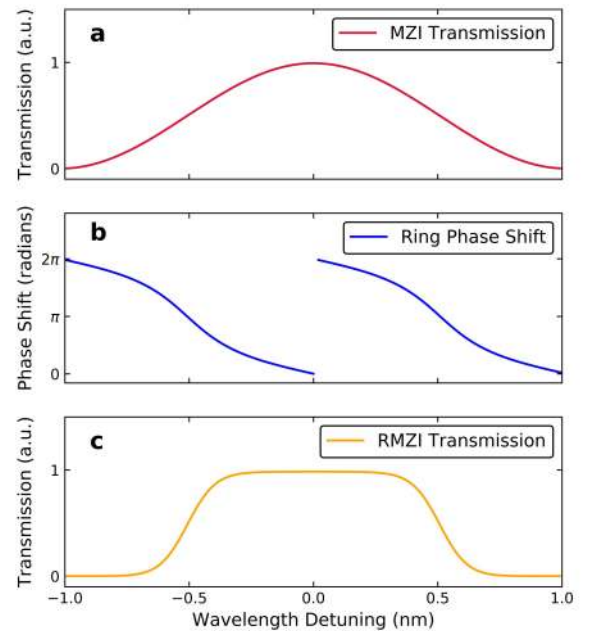 a
MZI Transmission
Transmission (a.u.)
1
0
b
Ring Phase Shift
Phase Shift (radians)
2π
π
0
c
RMZI Transmission
Transmission (a.u.)
1
0
−1.0 −0.5 0.0 0.5 1.0
Wavelength Detuning (nm)